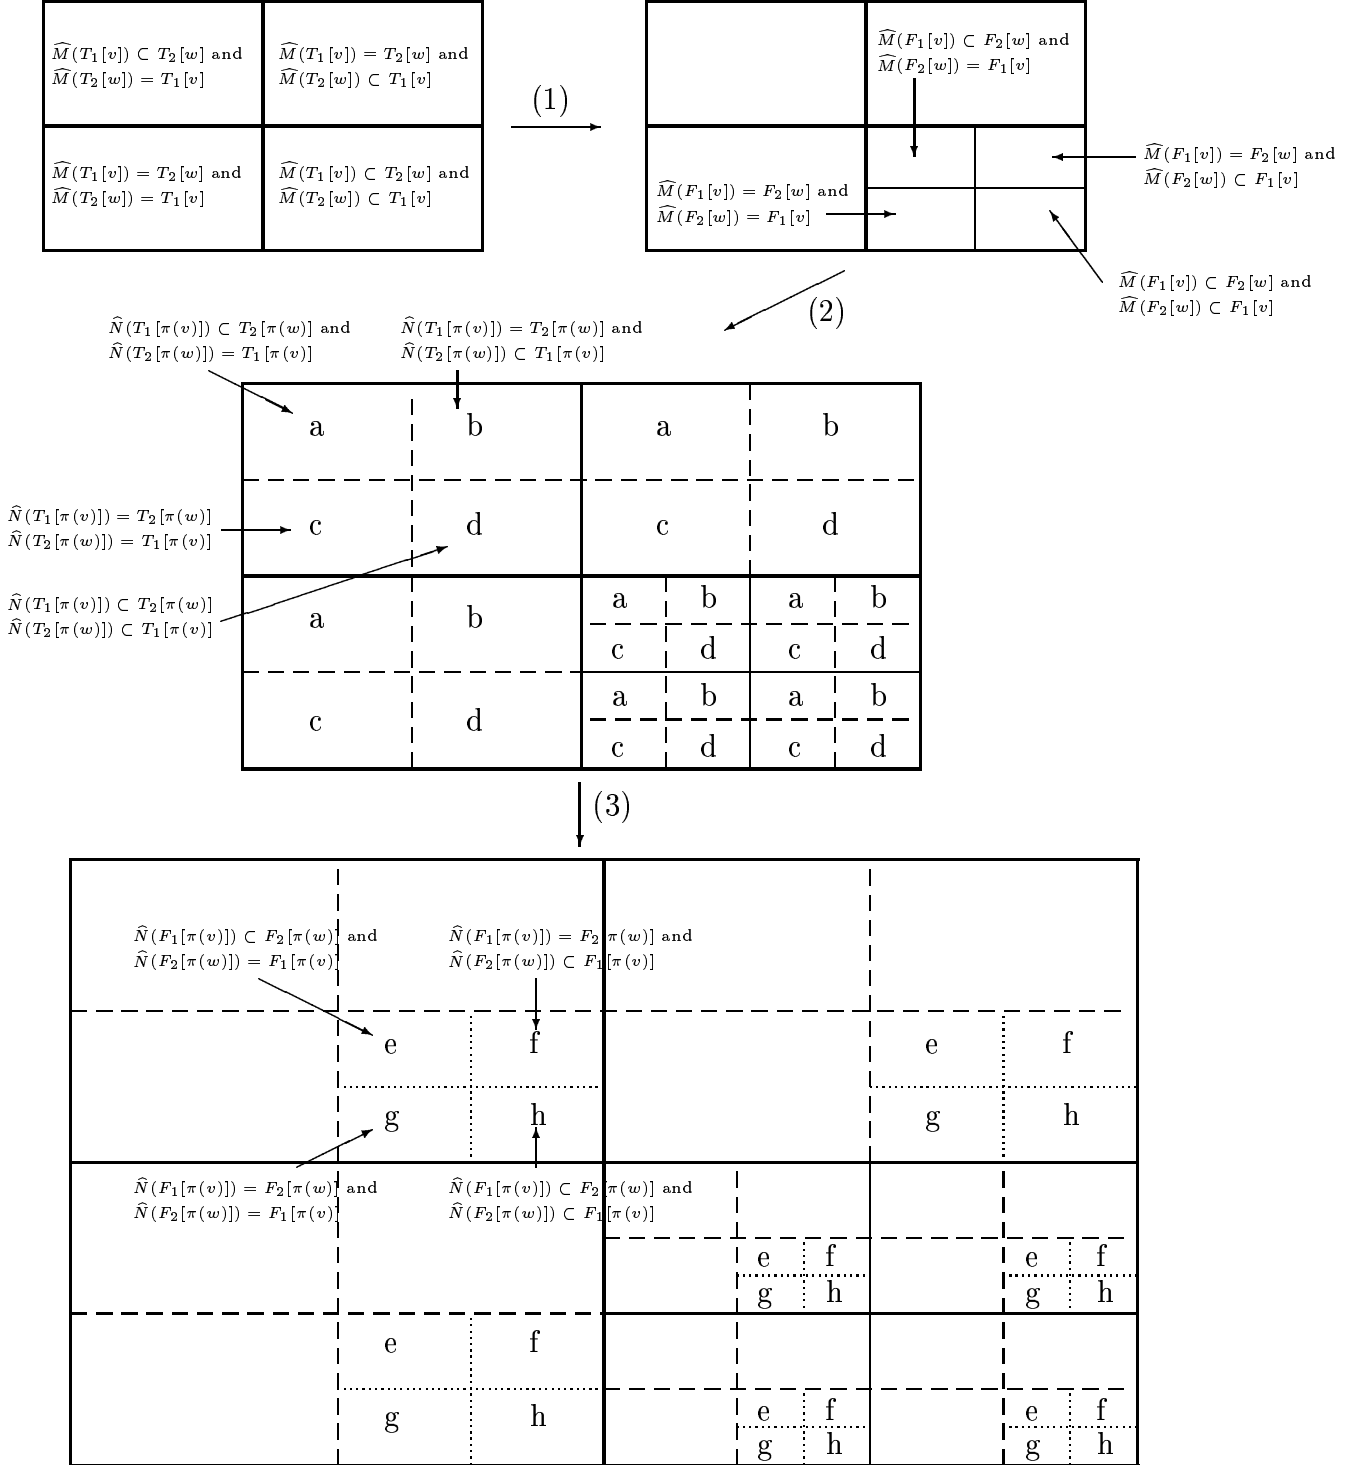 M̂(T₁[v]) ⊂ T₂[w] and
M̂(T₂[w]) = T₁[v]
M̂(T₁[v]) = T₂[w] and
M̂(T₂[w]) ⊂ T₁[v]
M̂(T₁[v]) = T₂[w] and
M̂(T₂[w]) = T₁[v]
M̂(T₁[v]) ⊂ T₂[w] and
M̂(T₂[w]) ⊂ T₁[v]
(1)
M̂(F₁[v]) ⊂ F₂[w] and
M̂(F₂[w]) = F₁[v]
M̂(F₁[v]) = F₂[w] and
M̂(F₂[w]) ⊂ F₁[v]
M̂(F₁[v]) = F₂[w] and
M̂(F₂[w]) = F₁[v]
M̂(F₁[v]) ⊂ F₂[w] and
M̂(F₂[w]) ⊂ F₁[v]
(2)
N̂(T₁[π(v)]) ⊂ T₂[π(w)] and
N̂(T₂[π(w)]) = T₁[π(v)]
N̂(T₁[π(v)]) = T₂[π(w)] and
N̂(T₂[π(w)]) ⊂ T₁[π(v)]
a b a b
N̂(T₁[π(v)]) = T₂[π(w)]
N̂(T₂[π(w)]) = T₁[π(v)]
c d c d
N̂(T₁[π(v)]) ⊂ T₂[π(w)]
N̂(T₂[π(w)]) ⊂ T₁[π(v)]
a b
a b a b
c d c d
c d
a b a b
c d c d
(3)
N̂(F₁[π(v)]) ⊂ F₂[π(w)] and
N̂(F₂[π(w)]) = F₁[π(v)]
N̂(F₁[π(v)]) = F₂[π(w)] and
N̂(F₂[π(w)]) ⊂ F₁[π(v)]
e f e f
g h g h
N̂(F₁[π(v)]) = F₂[π(w)] and
N̂(F₂[π(w)]) = F₁[π(v)]
N̂(F₁[π(v)]) ⊂ F₂[π(w)] and
N̂(F₂[π(w)]) ⊂ F₁[π(v)]
e f e f
g h g h
e f
g h
e f e f
g h g h